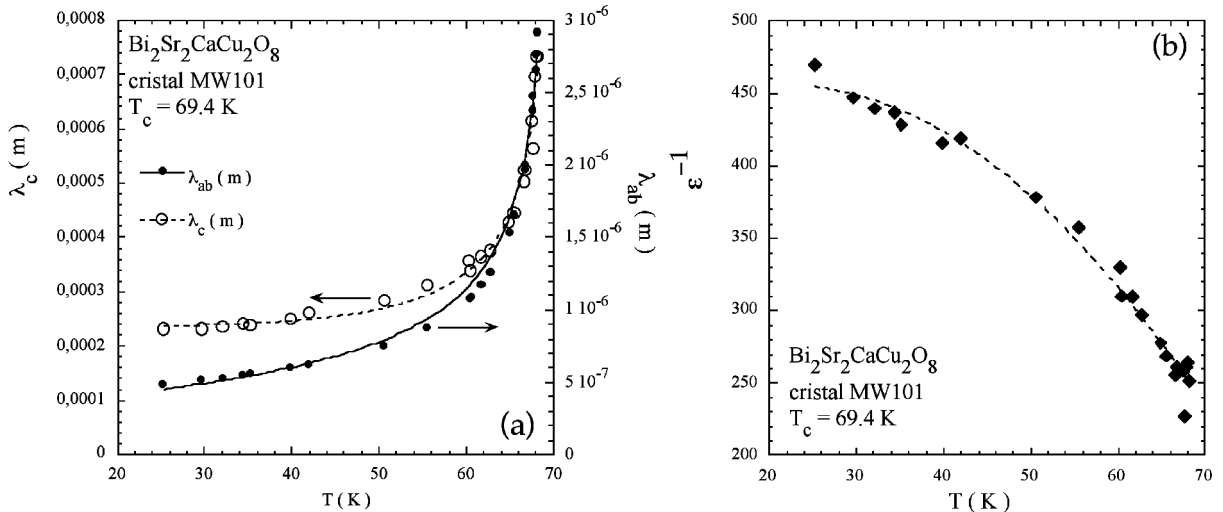 0,0008
0,0007
0,0006
0,0005
0,0004
0,0003
0,0002
0,0001
0
λc ( m )
Bi2Sr2CaCu2O8
cristal MW101
Tc = 69.4 K
λab ( m )
λc ( m )
(a)
3 10-6
2,5 10-6
2 10-6
1,5 10-6
1 10-6
5 10-7
0
λab ( m )
20 30 40 50 60 70
T ( K )
500
450
400
350
300
250
200
ε-1
(b)
Bi2Sr2CaCu2O8
cristal MW101
Tc = 69.4 K
20 30 40 50 60 70
T ( K )